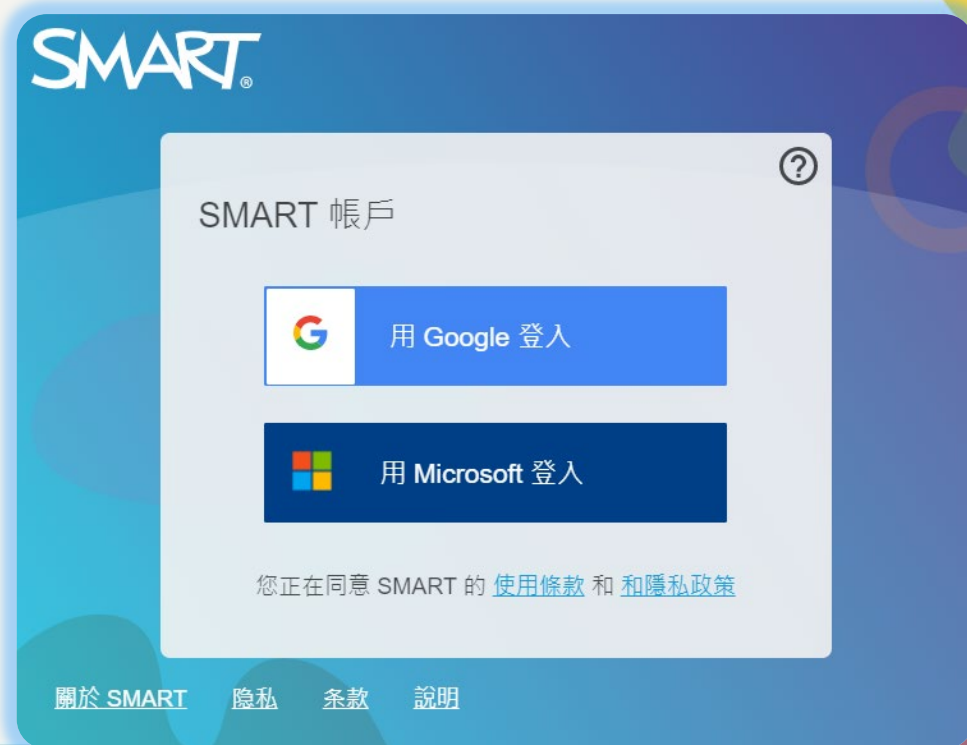 SMART®
SMART 帳戶
用 Google 登入
用 Microsoft 登入
您正在同意 SMART 的 使用條款 和 和隱私政策
關於 SMART 隐私 条款 說明